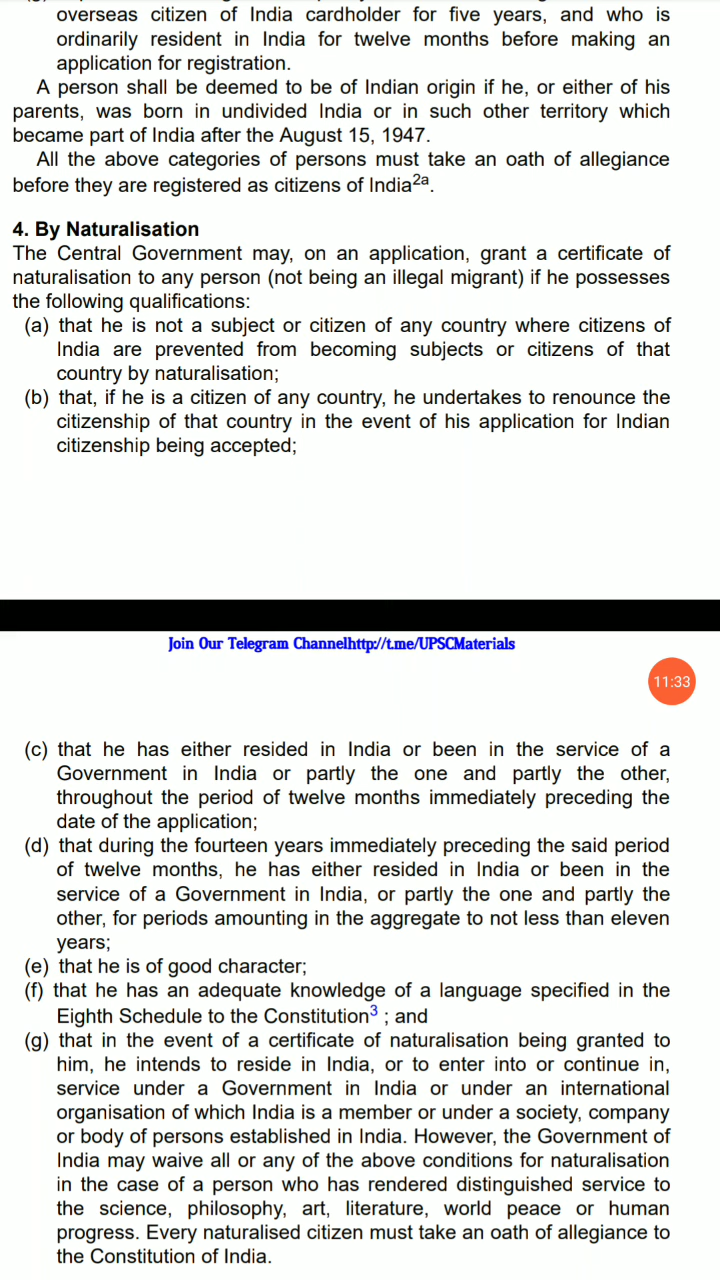 overseas citizen of India cardholder for five years, and who is
ordinarily resident in India for twelve months before making an
application for registration.
A person shall be deemed to be of Indian origin if he, or either of his
parents, was born in undivided India or in such other territory which
became part of India after the August 15, 1947.
All the above categories of persons must take an oath of allegiance
before they are registered as citizens of India2a.
4. By Naturalisation
The Central Government may, on an application, grant a certificate of
naturalisation to any person (not being an illegal migrant) if he possesses
the following qualifications:
(a) that he is not a subject or citizen of any country where citizens of
India are prevented from becoming subjects or citizens of that
country by naturalisation;
(b) that, if he is a citizen of any country, he undertakes to renounce the
citizenship of that country in the event of his application for Indian
citizenship being accepted;
Join Our Telegram Channelhttp://t.me/UPSCMaterials
11:33
(c) that he has either resided in India or been in the service of a
Government in India or partly the one and partly the other,
throughout the period of twelve months immediately preceding the
date of the application;
(d) that during the fourteen years immediately preceding the said period
of twelve months, he has either resided in India or been in the
service of a Government in India, or partly the one and partly the
other, for periods amounting in the aggregate to not less than eleven
years;
(e) that he is of good character;
(f) that he has an adequate knowledge of a language specified in the
Eighth Schedule to the Constitution3 ; and
(g) that in the event of a certificate of naturalisation being granted to
him, he intends to reside in India, or to enter into or continue in,
service under a Government in India or under an international
organisation of which India is a member or under a society, company
or body of persons established in India. However, the Government of
India may waive all or any of the above conditions for naturalisation
in the case of a person who has rendered distinguished service to
the science, philosophy, art, literature, world peace or human
progress. Every naturalised citizen must take an oath of allegiance to
the Constitution of India.